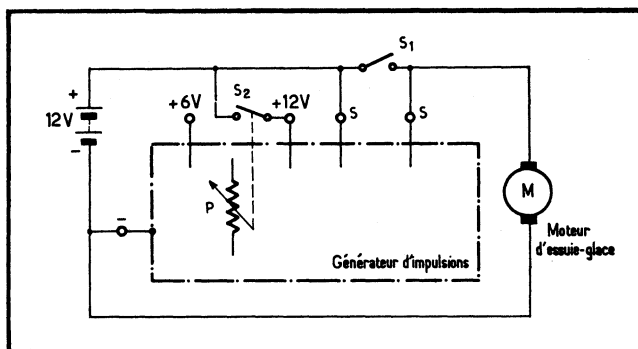 S1
+
12V
-
+6V
S2
+12V
S
S
P
-
M
Moteur
d'essuie-glace
Générateur d'impulsions